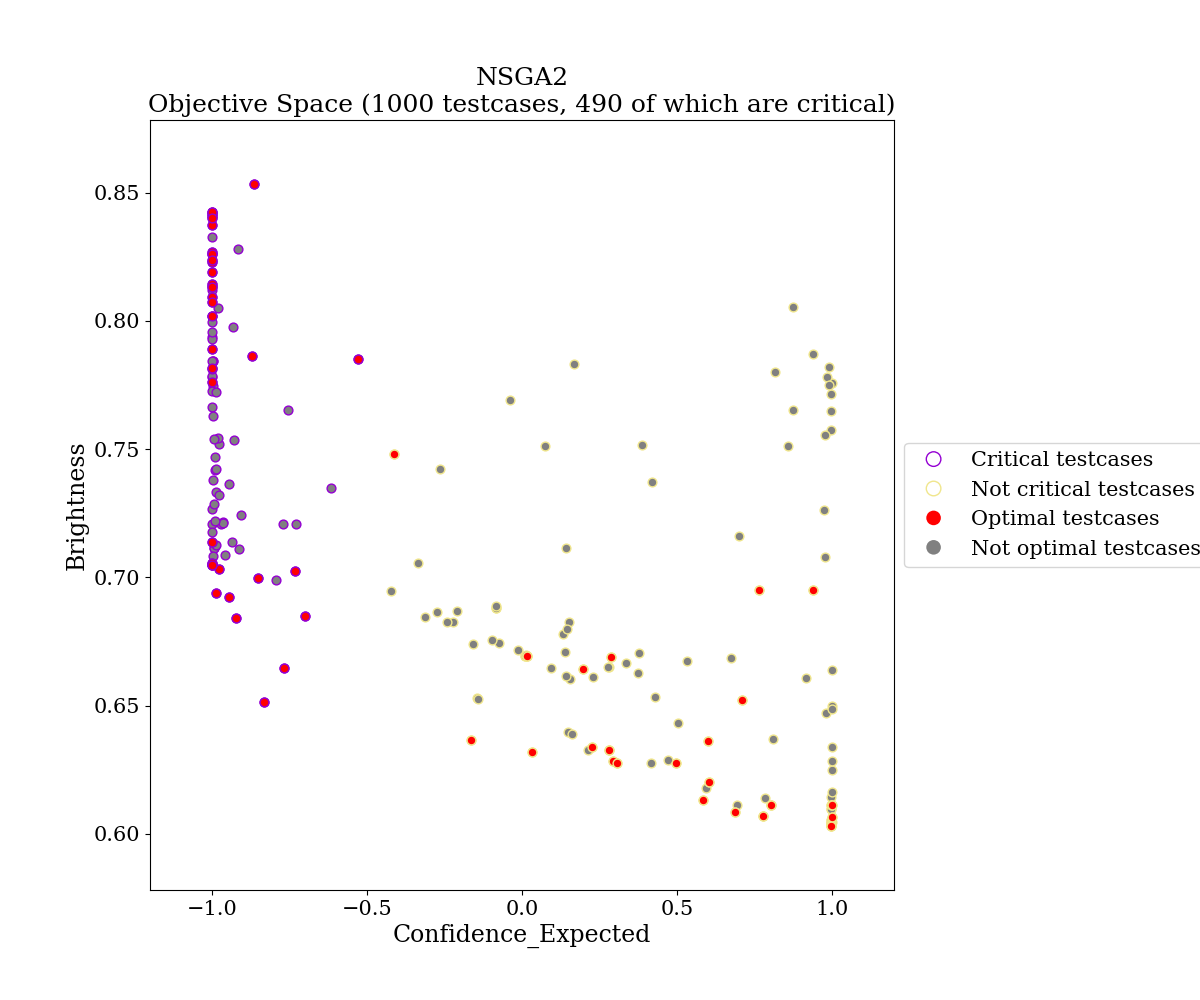 NSGA2
Objective Space (1000 testcases, 490 of which are critical)
0.85
0.80
0.75
0.70
0.65
0.60
Brightness
−1.0 −0.5 0.0 0.5 1.0
Confidence_Expected
Critical testcases
Not critical testcases
Optimal testcases
Not optimal testcases